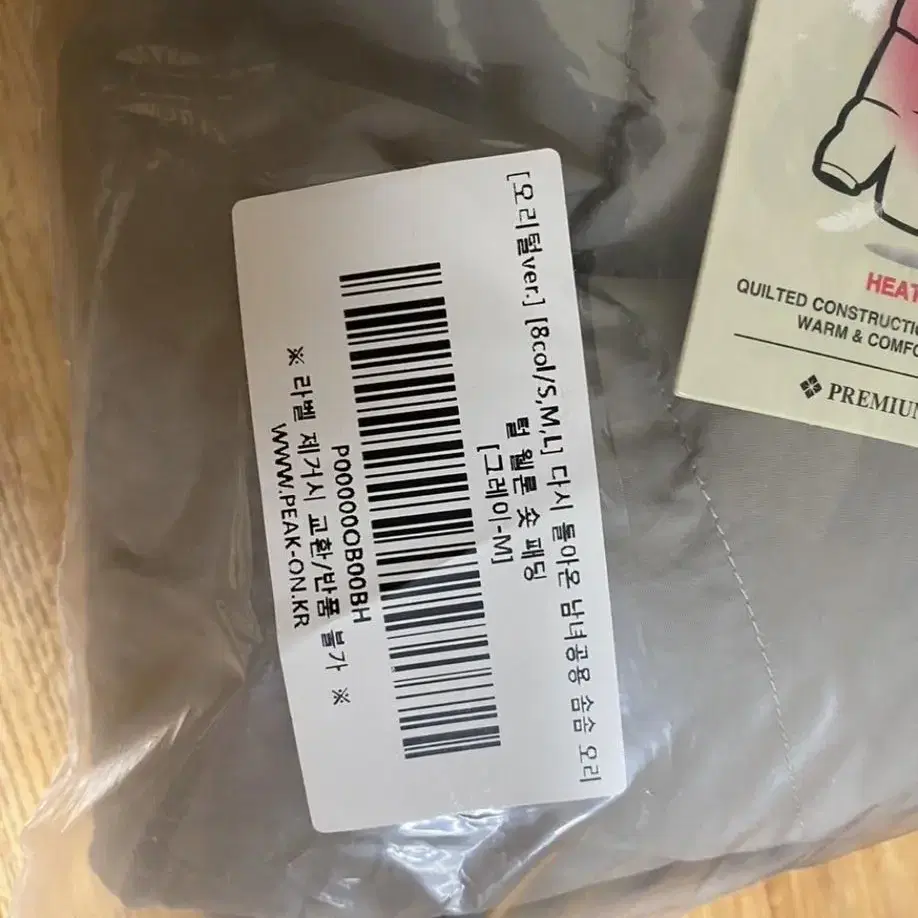 [오리털ver.] [8col/S,M,L] 다시 돌아온 남녀공용 솜솜 오리
털 웰론 숏 패딩
[그레이-M]
P00000OB00BH
※ 라벨 제거시 교환/반품 불가 ※
WWW.PEAK-ON.KR
HEAT
QUILTED CONSTRUCTIO
WARM & COMFO
PREMIUM